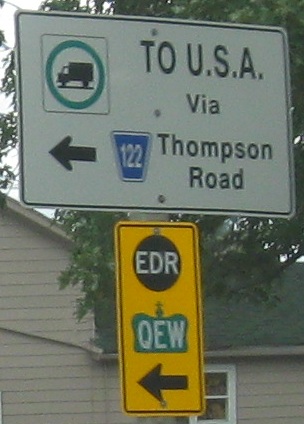 TO U.S.A.
Via
122 Thompson
Road
EDR
QEW